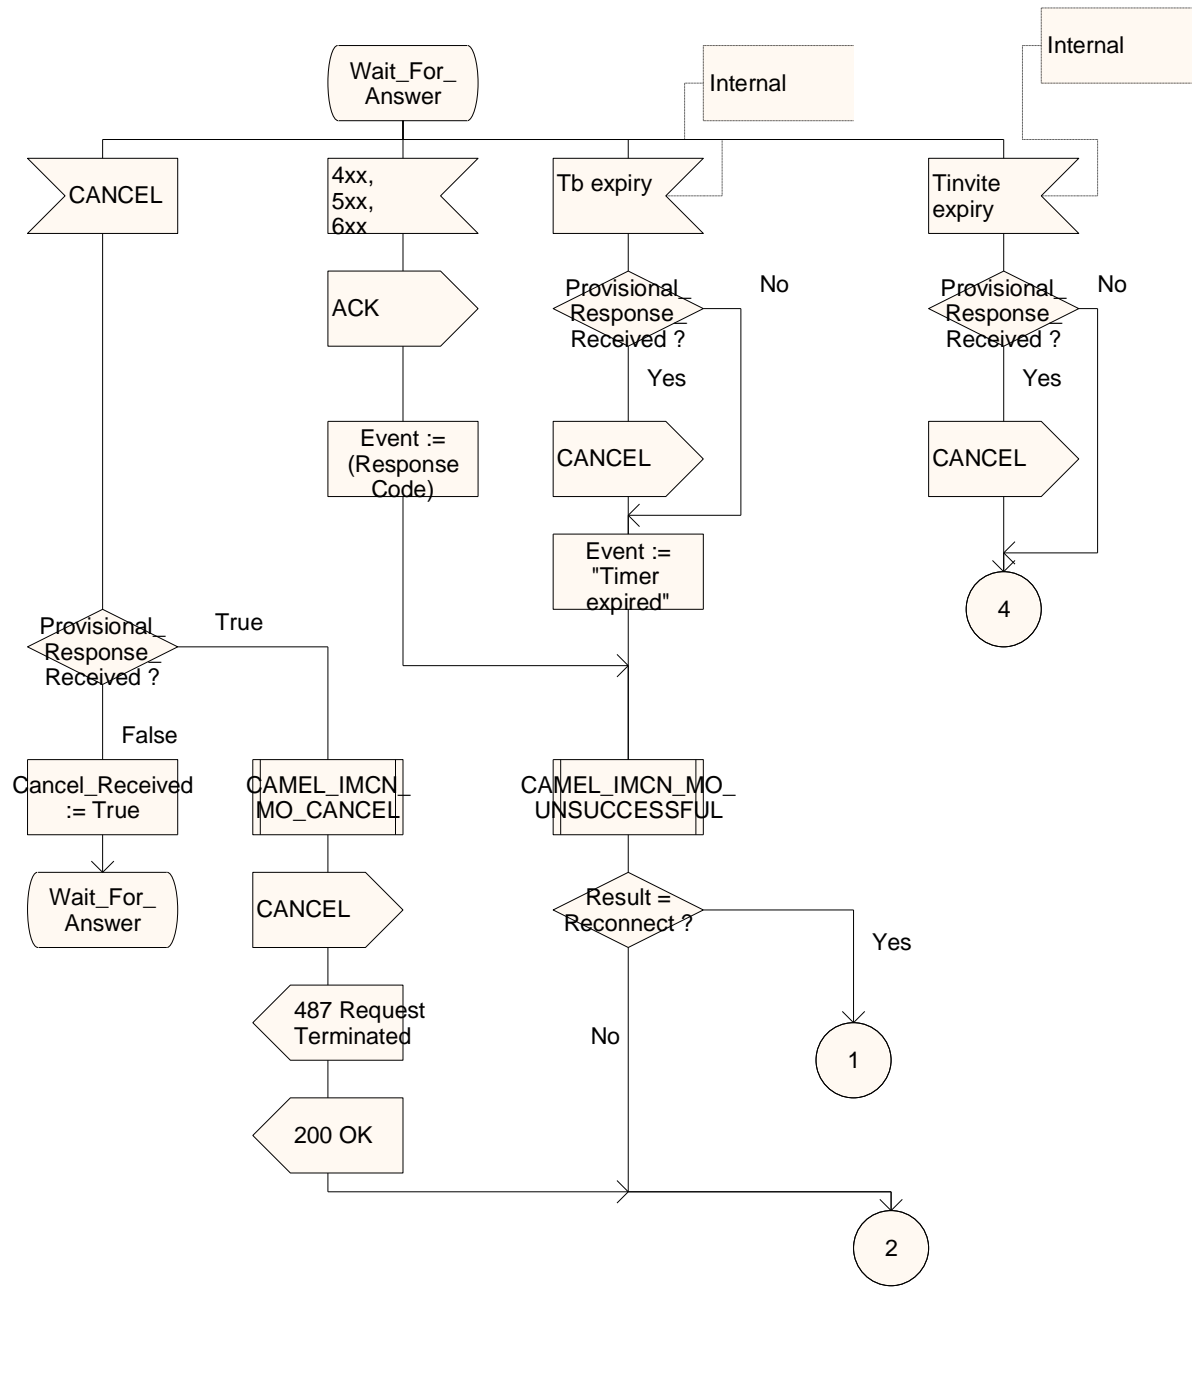 Internal
Wait_For_
Answer
Internal
CANCEL
4xx,
5xx,
6xx
Tb expiry
Tinvite
expiry
ACK
Provisional_
Response_
Received ?
No
Provisional_
Response_
Received ?
No
Yes
Yes
Event :=
(Response
Code)
CANCEL
CANCEL
Event :=
"Timer
expired"
4
Provisional_
Response_
Received ?
True
False
Cancel_Received
:= True
CAMEL_IMCN_
MO_CANCEL
CAMEL_IMCN_MO_
UNSUCCESSFUL
Wait_For_
Answer
CANCEL
Result =
Reconnect ?
Yes
487 Request
Terminated
No
1
200 OK
2